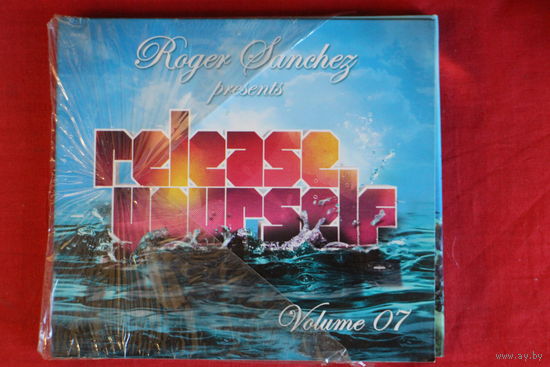 Roger Sanchez
presents
release
yourself
Volume 07
www.ay.by